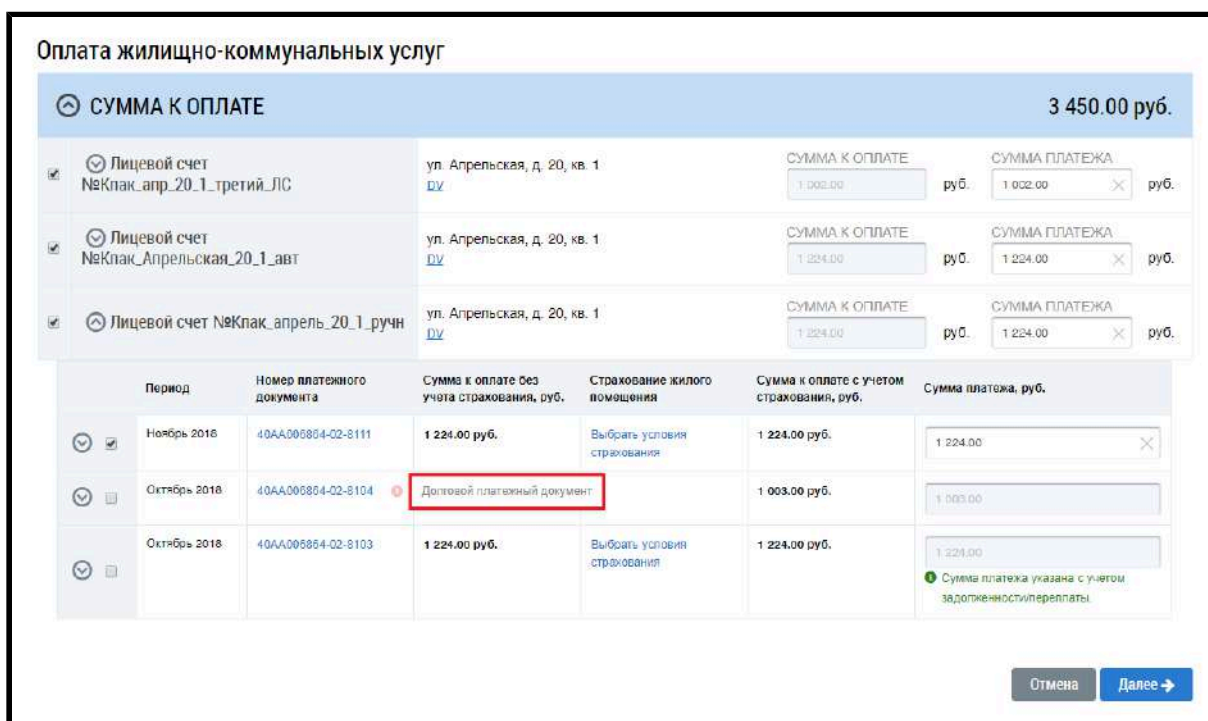 Оплата жилищно-коммунальных услуг
СУММА К ОПЛАТЕ 3 450.00 руб.
Лицевой счет
№Кпак_апр_20_1_третий_ЛС
ул. Апрельская, д. 20, кв. 1
DV
СУММА К ОПЛАТЕ
1 002.00 руб.
СУММА ПЛАТЕЖА
1 002.00 руб.
Лицевой счет
№Кпак_Апрельская_20_1_авт
ул. Апрельская, д. 20, кв. 1
DV
СУММА К ОПЛАТЕ
1 224.00 руб.
СУММА ПЛАТЕЖА
1 224.00 руб.
Лицевой счет №Кпак_апрель_20_1_ручн
ул. Апрельская, д. 20, кв. 1
DV
СУММА К ОПЛАТЕ
1 224.00 руб.
СУММА ПЛАТЕЖА
1 224.00 руб.
Период
Номер платежного
документа
Сумма к оплате без
учета страхования, руб.
Страхование жилого
помещения
Сумма к оплате с учетом
страхования, руб.
Сумма платежа, руб.
Ноябрь 2018
40АА006864-02-8111
1 224.00 руб.
Выбрать условия
страхования
1 224.00 руб.
1 224.00
Октябрь 2018
40АА006864-02-8104
Долговой платежный документ
1 003.00 руб.
1 003.00
Октябрь 2018
40АА006864-02-8103
1 224.00 руб.
Выбрать условия
страхования
1 224.00 руб.
1 224.00
Сумма платежа указана с учетом
задолженности/переплаты.
Отмена
Далее